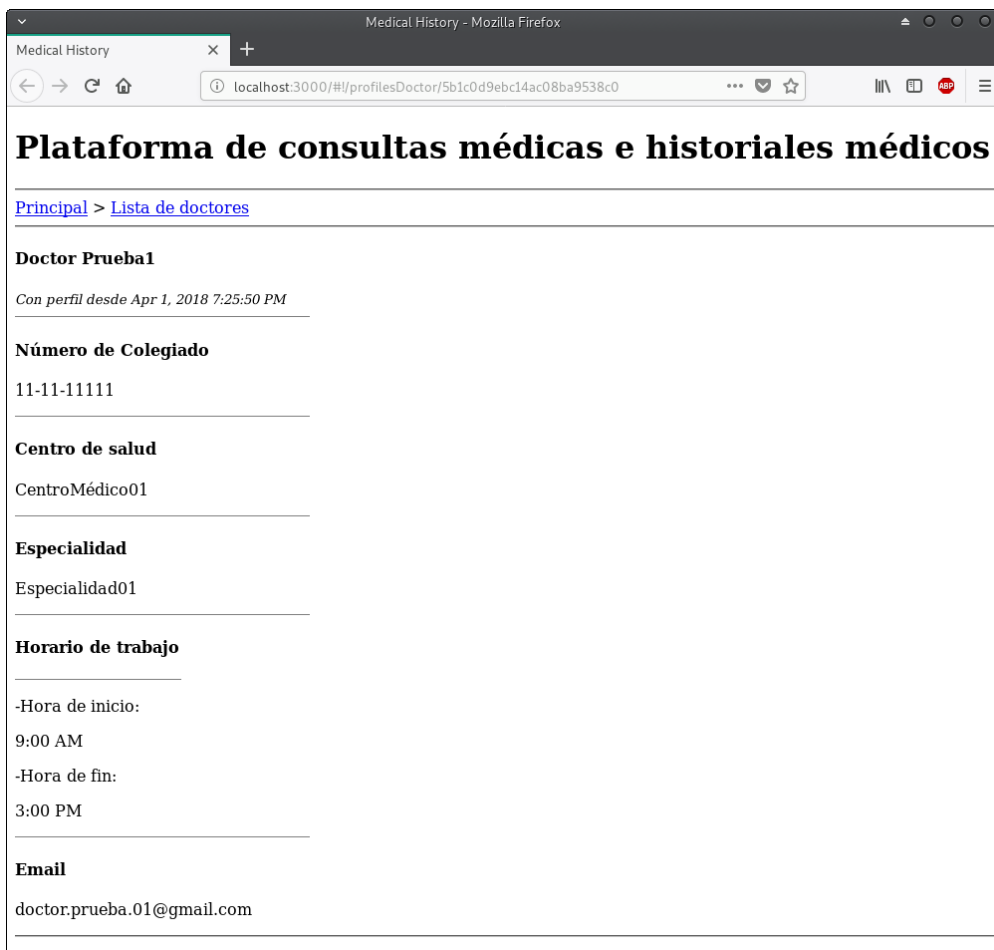 Medical History - Mozilla Firefox
Medical History
localhost:3000/#!/profilesDoctor/5b1c0d9ebc14ac08ba9538c0
ABP
Plataforma de consultas médicas e historiales médicos
Principal > Lista de doctores
Doctor Prueba1
Con perfil desde Apr 1, 2018 7:25:50 PM
Número de Colegiado
11-11-11111
Centro de salud
CentroMédico01
Especialidad
Especialidad01
Horario de trabajo
-Hora de inicio:
9:00 AM
-Hora de fin:
3:00 PM
Email
doctor.prueba.01@gmail.com